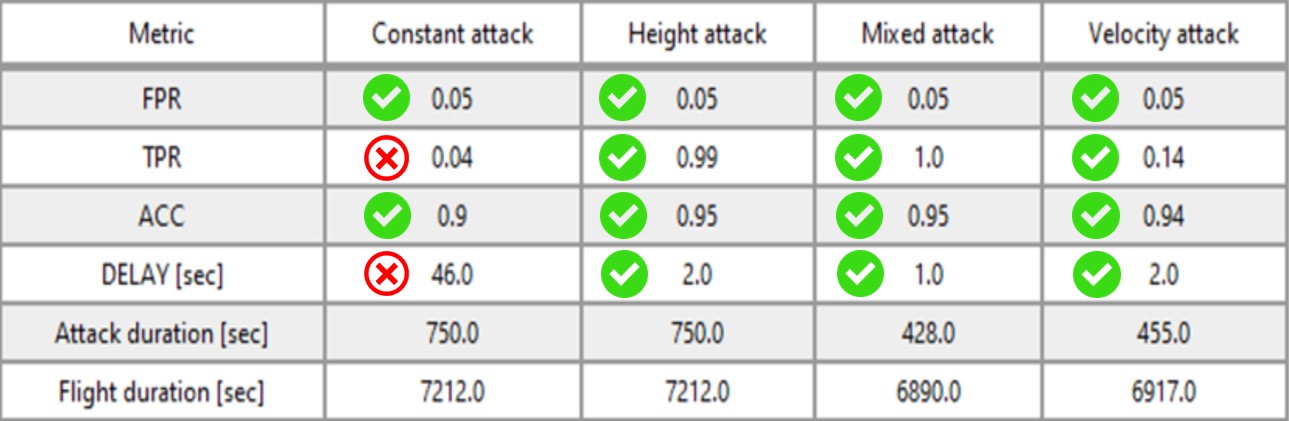 Metric Constant attack Height attack Mixed attack Velocity attack
FPR 0.05 0.05 0.05 0.05
TPR 0.04 0.99 1.0 0.14
ACC 0.9 0.95 0.95 0.94
DELAY [sec] 46.0 2.0 1.0 2.0
Attack duration [sec] 750.0 750.0 428.0 455.0
Flight duration [sec] 7212.0 7212.0 6890.0 6917.0